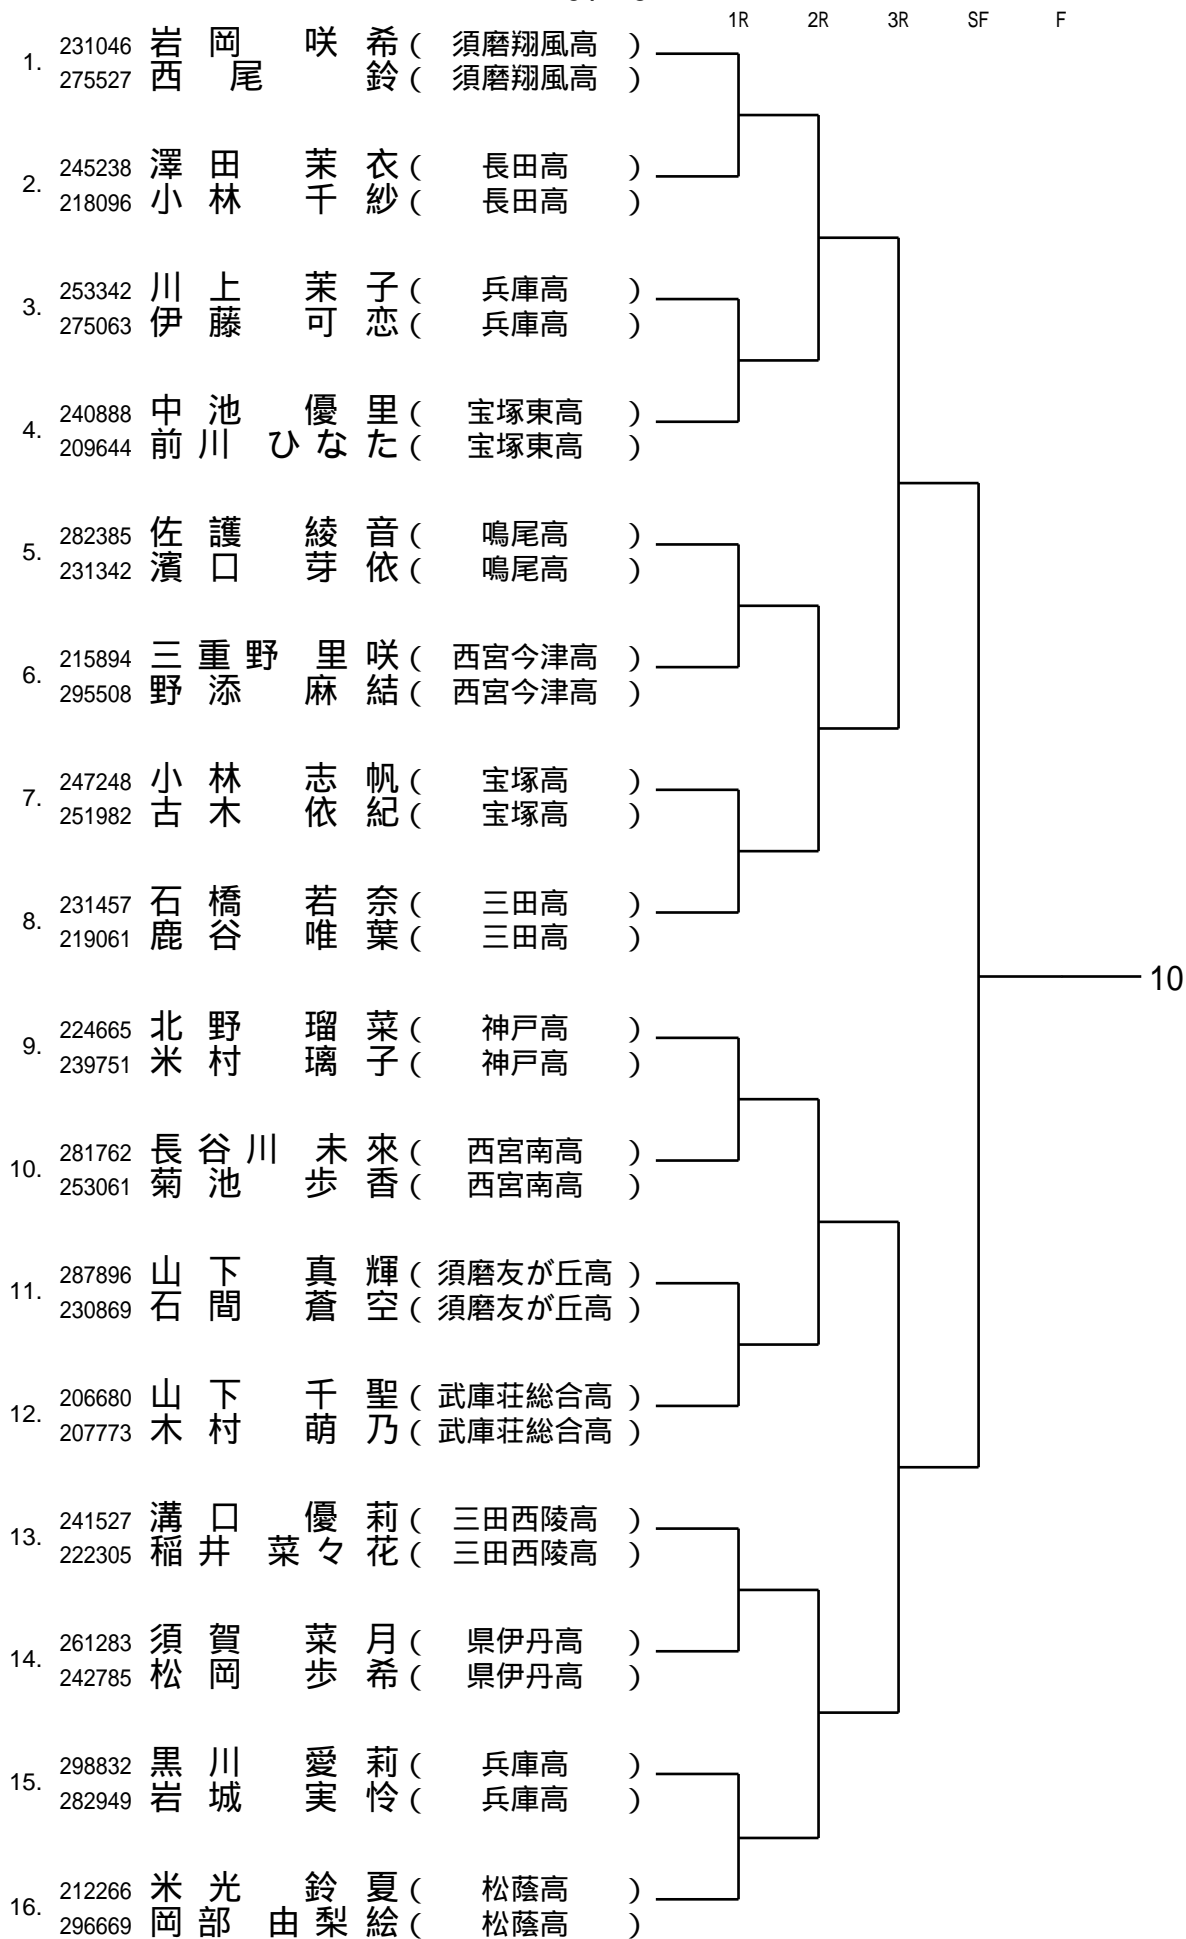 1R 2R 3R SF F
1. 231046 岩岡 咲希 ( 須磨翔風高 )
275527 西尾 鈴 ( 須磨翔風高 )
2. 245238 澤田 茉衣 ( 長田高 )
218096 小林 千紗 ( 長田高 )
3. 253342 川上 茉子 ( 兵庫高 )
275063 伊藤 可恋 ( 兵庫高 )
4. 240888 中池 優里 ( 宝塚東高 )
209644 前川 ひなた ( 宝塚東高 )
5. 282385 佐護 綾音 ( 鳴尾高 )
231342 濱口 芽依 ( 鳴尾高 )
6. 215894 三重野 里咲 ( 西宮今津高 )
295508 野添 麻結 ( 西宮今津高 )
7. 247248 小林 志帆 ( 宝塚高 )
251982 古木 依紀 ( 宝塚高 )
8. 231457 石橋 若奈 ( 三田高 )
219061 鹿谷 唯葉 ( 三田高 )
10
9. 224665 北野 瑠菜 ( 神戸高 )
239751 米村 璃子 ( 神戸高 )
10. 281762 長谷川 未來 ( 西宮南高 )
253061 菊池 歩香 ( 西宮南高 )
11. 287896 山下 真輝 ( 須磨友が丘高 )
230869 石間 蒼空 ( 須磨友が丘高 )
12. 206680 山下 千聖 ( 武庫荘総合高 )
207773 木村 萌乃 ( 武庫荘総合高 )
13. 241527 溝口 優莉 ( 三田西陵高 )
222305 稲井 菜々花 ( 三田西陵高 )
14. 261283 須賀 菜月 ( 県伊丹高 )
242785 松岡 歩希 ( 県伊丹高 )
15. 298832 黒川 愛莉 ( 兵庫高 )
282949 岩城 実怜 ( 兵庫高 )
16. 212266 米光 鈴夏 ( 松蔭高 )
296669 岡部 由梨絵 ( 松蔭高 )